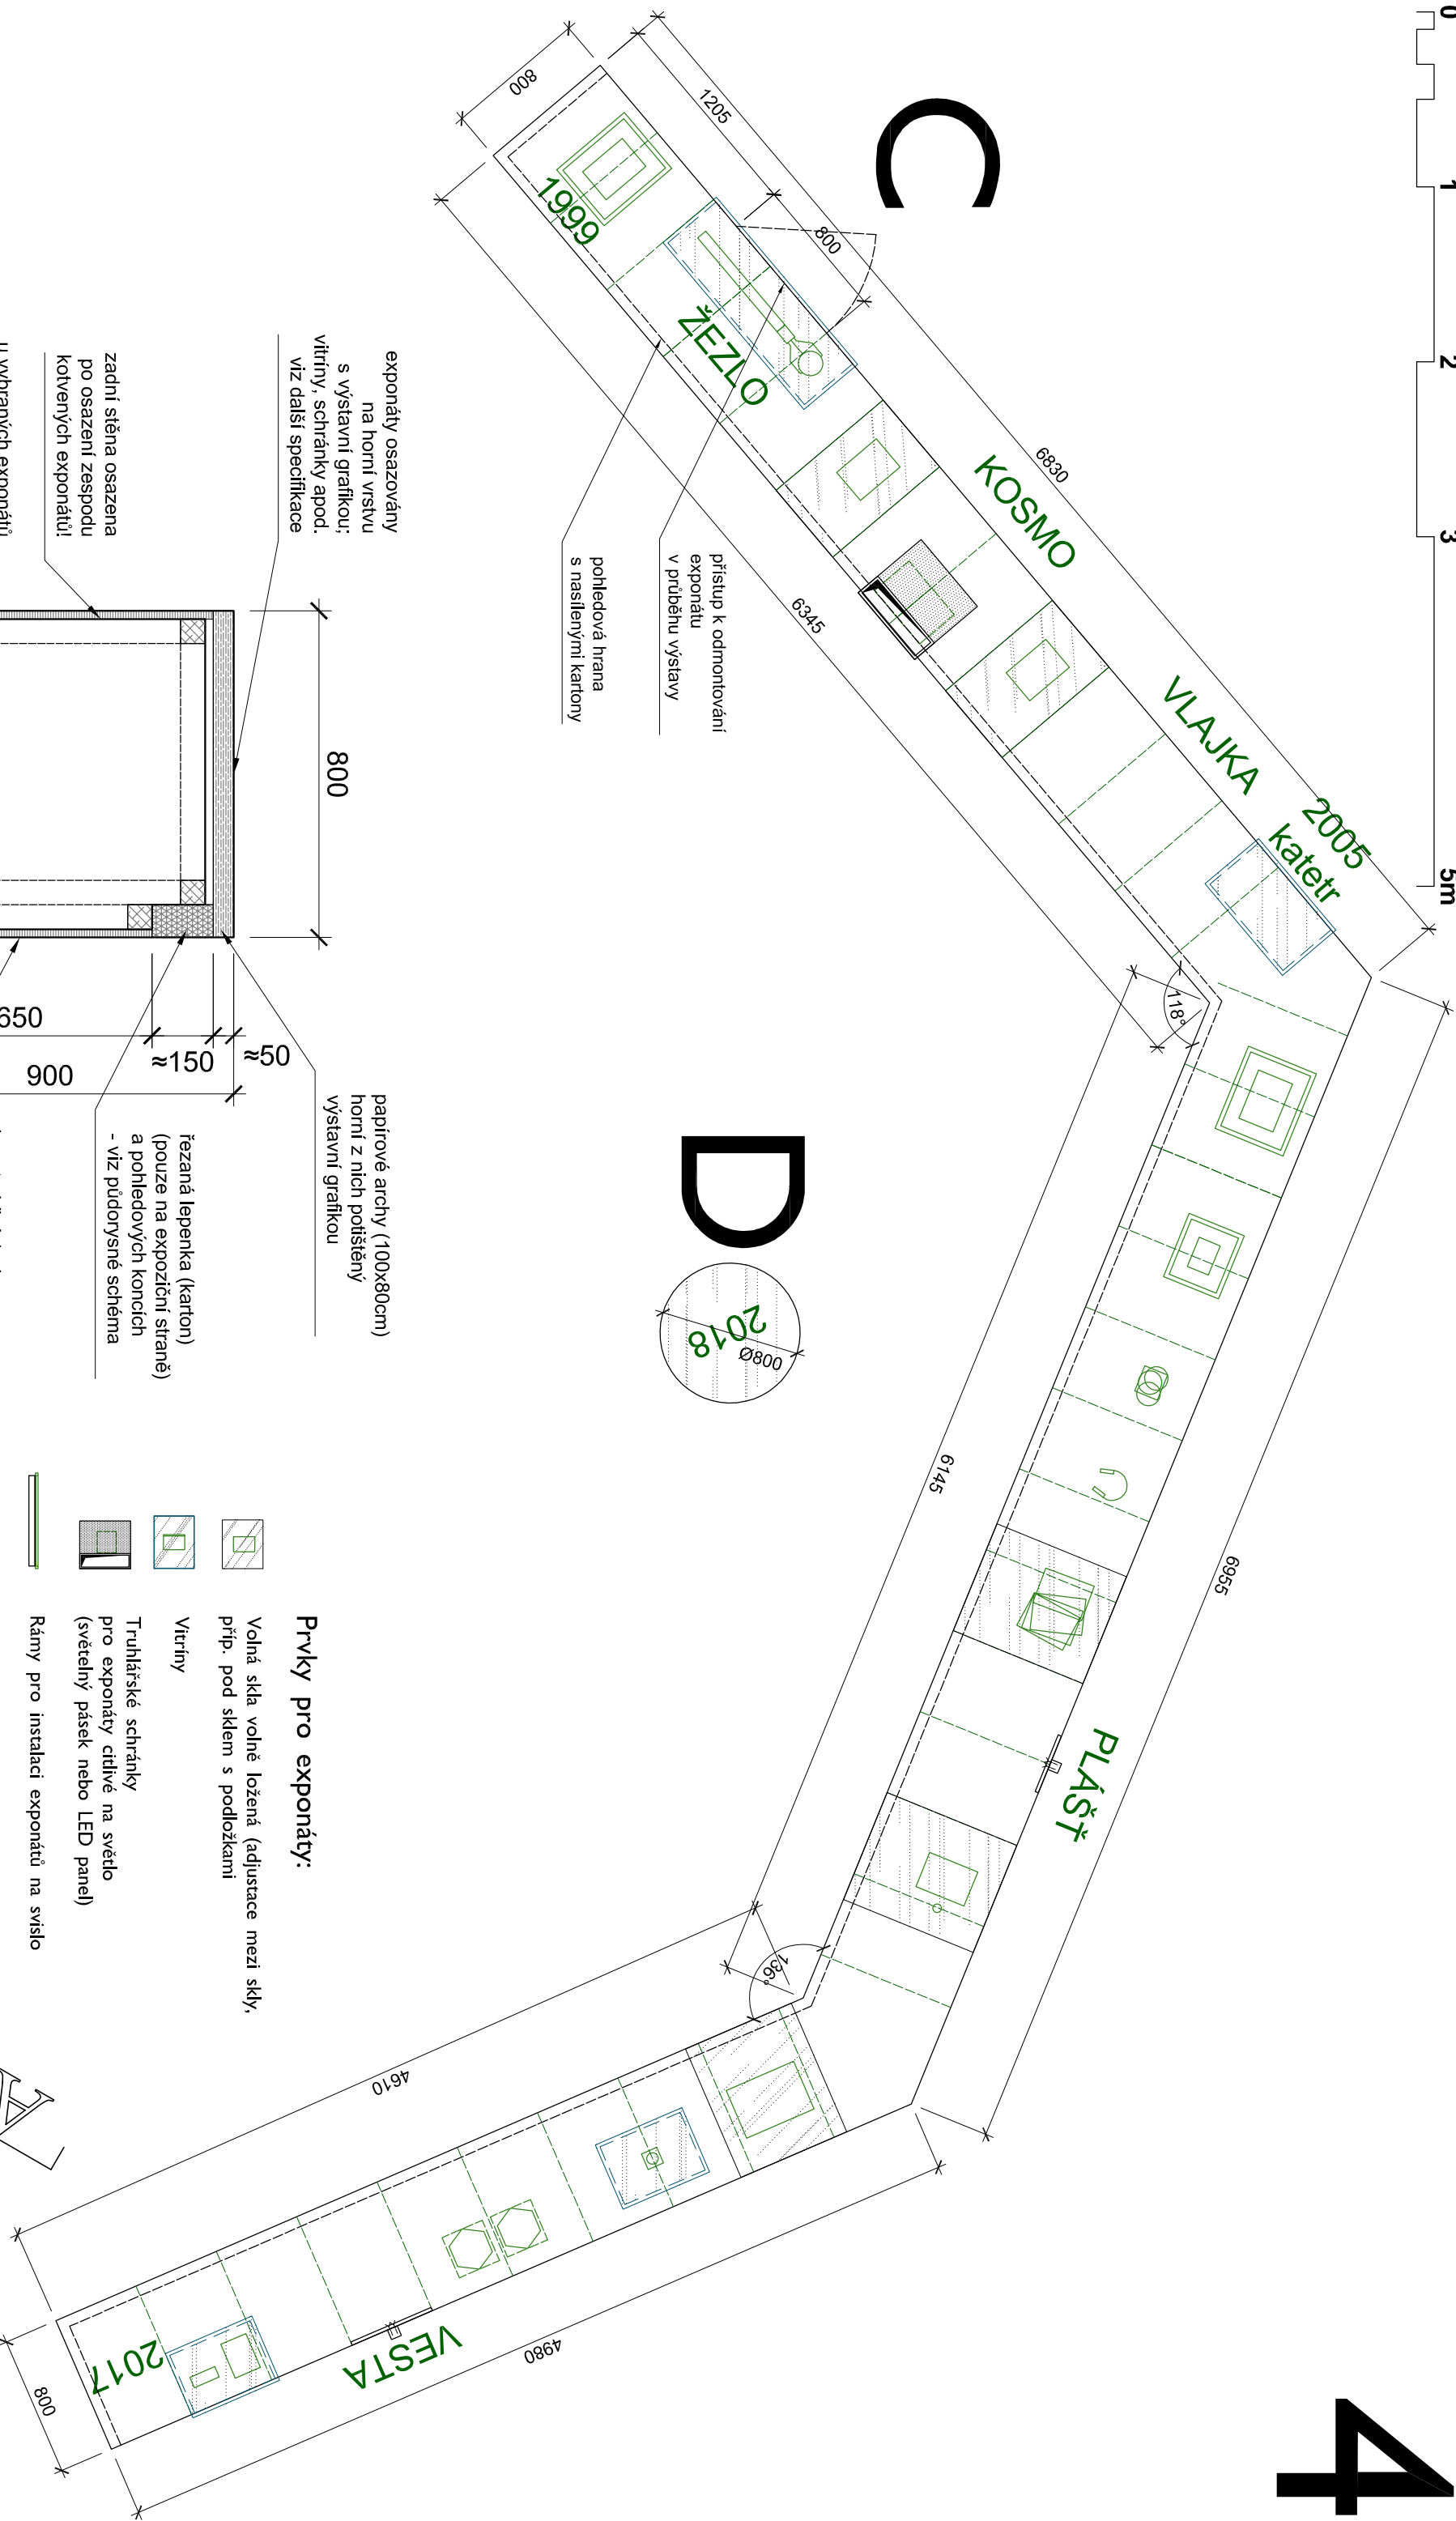 0
1
2
3
5m
4
C
1205
800
800
6830
6345
1999
ŽEZLO
KOSMO
VLAJKA
2005
katetr
přístup k odmontování
exponátu
v průběhu výstavy
pohledová hrana
s nasílenými kartony
118°
D
2018
Ø800
6145
6955
PLÁŠŤ
136°
4610
4980
VESTA
2017
800
exponáty osazovány
na horní vrstvu
s výstavní grafikou;
vitríny, schránky apod.
viz další specifikace
zadní stěna osazena
po osazení zespodu
kotvených exponátů!
u vybraných exponátů
800
650
≈150
≈50
900
papírové archy (100x80cm)
horní z nich potištěný
výstavní grafikou
řezaná lepenka (karton)
(pouze na expoziční straně)
a pohledových koncích
- viz půdorysné schéma
Prvky pro exponáty:
Volná skla volně ložená (adjustace mezi skly,
příp. pod sklem s podložkami
Vitríny
Truhlářské schránky
pro exponáty citlivé na světlo
(světelný pásek nebo LED panel)
Rámy pro instalaci exponátů na svislo